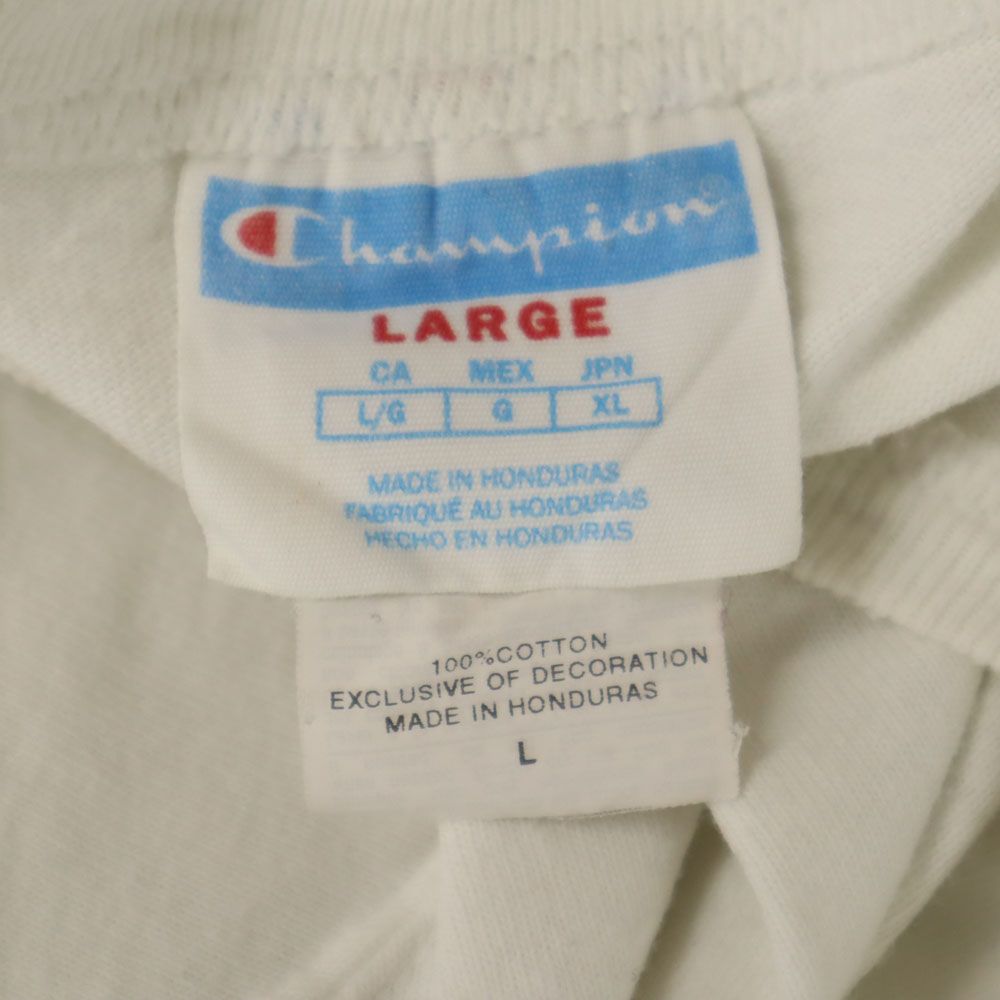 Champion®
LARGE
CA MEX JPN
L/G G XL
MADE IN HONDURAS
FABRIQUÉ AU HONDURAS
HECHO EN HONDURAS
100%COTTON
EXCLUSIVE OF DECORATION
MADE IN HONDURAS
L